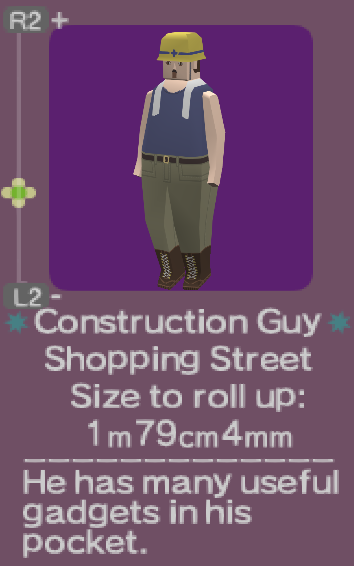 R2 +
L2 -
Construction Guy
Shopping Street
Size to roll up:
1m79cm4mm
He has many useful
gadgets in his
pocket.